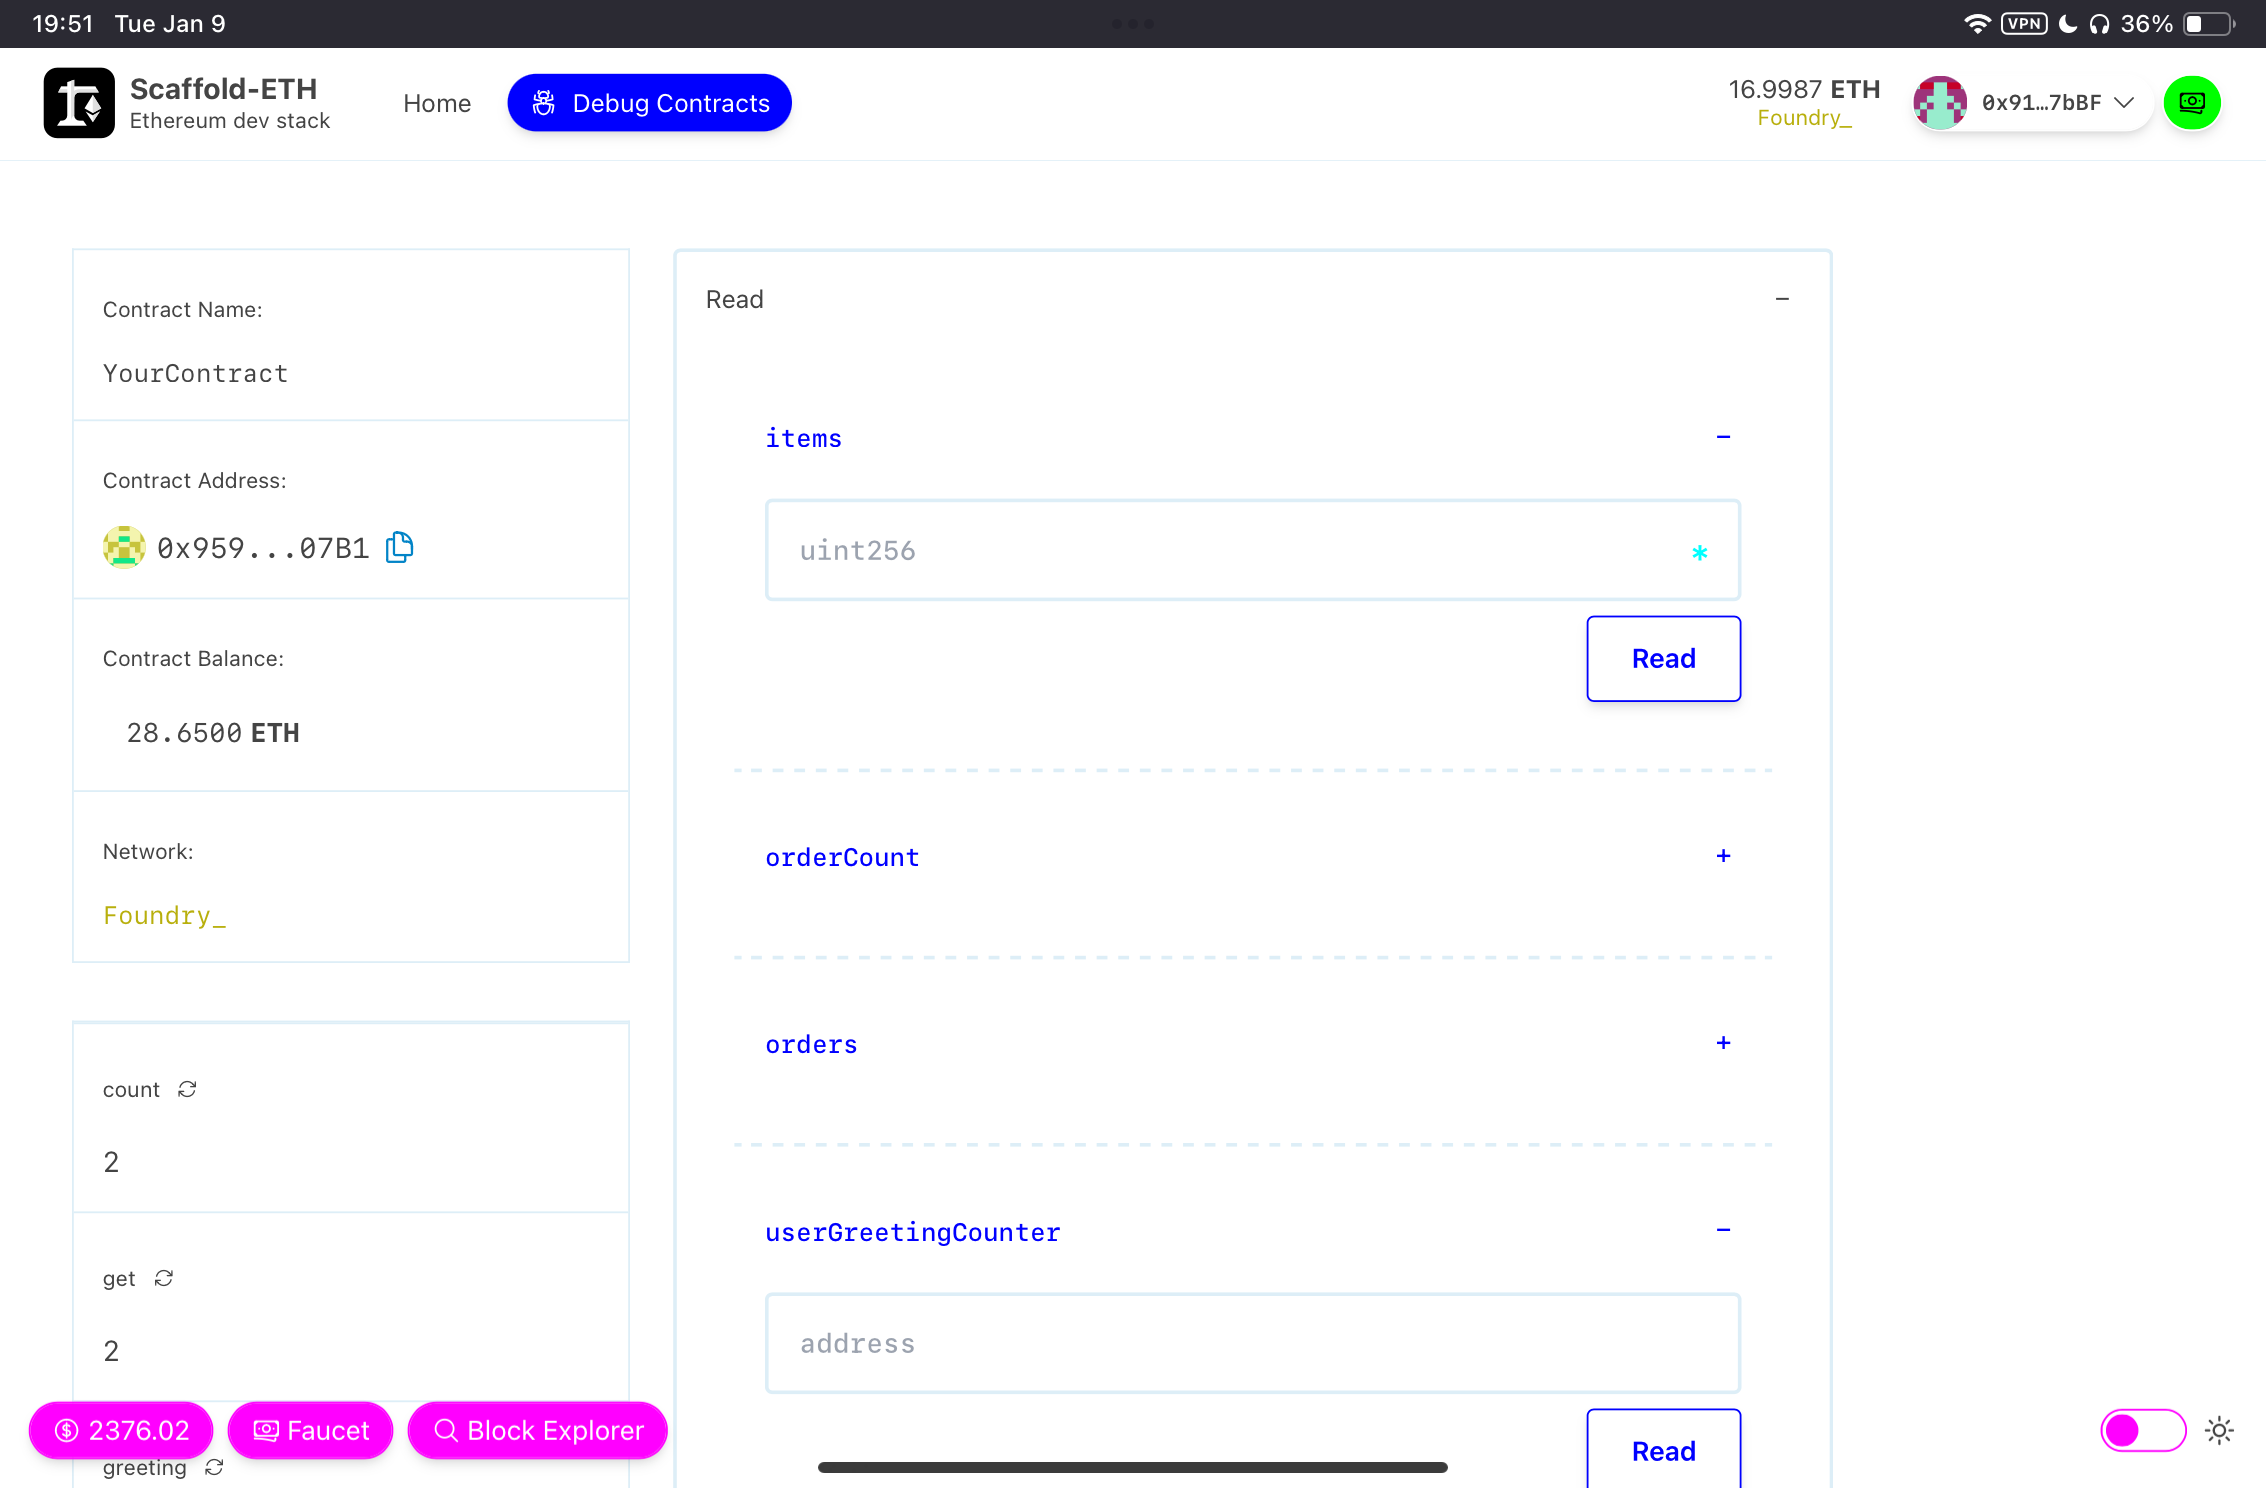 19:51 Tue Jan 9
VPN 36%
Scaffold-ETH
Ethereum dev stack
Home
Debug Contracts
16.9987 ETH
Foundry_
0x91...7bBF
Contract Name:
YourContract
Contract Address:
0x959...07B1
Contract Balance:
28.6500 ETH
Network:
Foundry_
count
2
get
2
greeting
Read
–
items
-
uint256
*
Read
orderCount
+
orders
+
userGreetingCounter
-
address
Read
2376.02
Faucet
Block Explorer